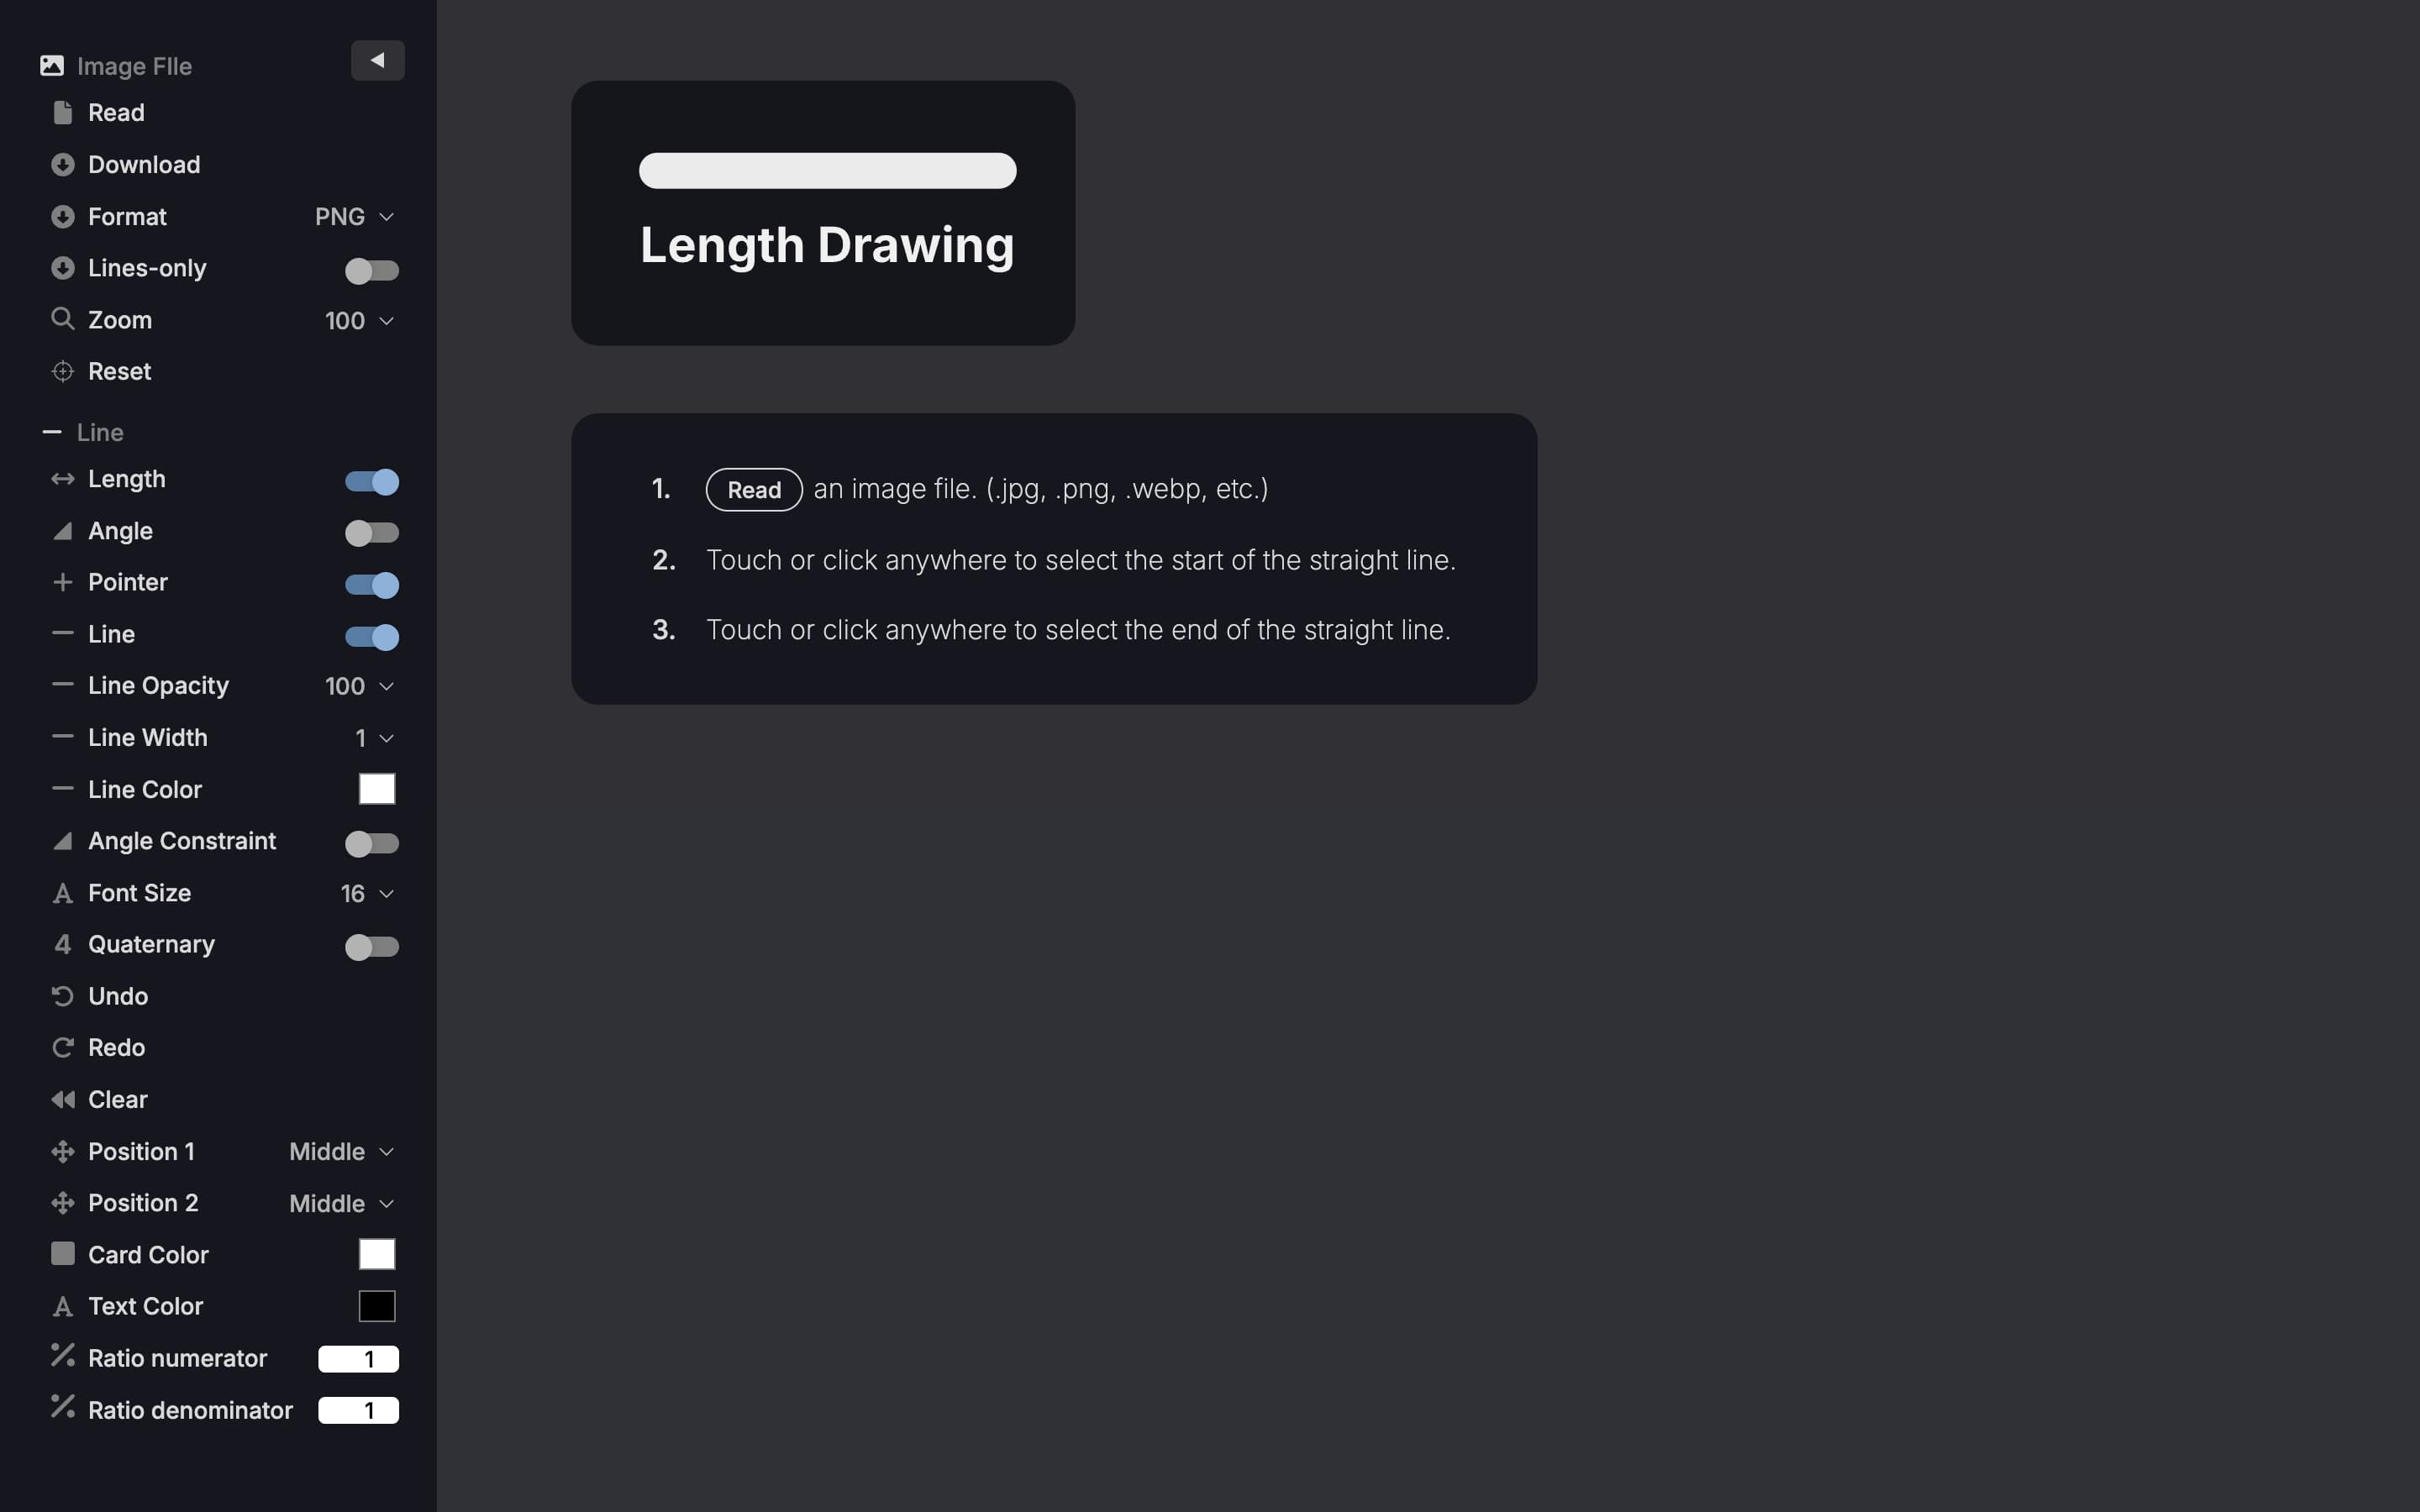 Image FIle
Read
Download
Format PNG
Lines-only
Zoom 100
Reset
Line
Length
Angle
Pointer
Line
Line Opacity 100
Line Width 1
Line Color
Angle Constraint
Font Size 16
4 Quaternary
Undo
Redo
Clear
Position 1 Middle
Position 2 Middle
Card Color
Text Color
Ratio numerator 1
Ratio denominator 1
Length Drawing
1. Read an image file. (.jpg, .png, .webp, etc.)
2. Touch or click anywhere to select the start of the straight line.
3. Touch or click anywhere to select the end of the straight line.